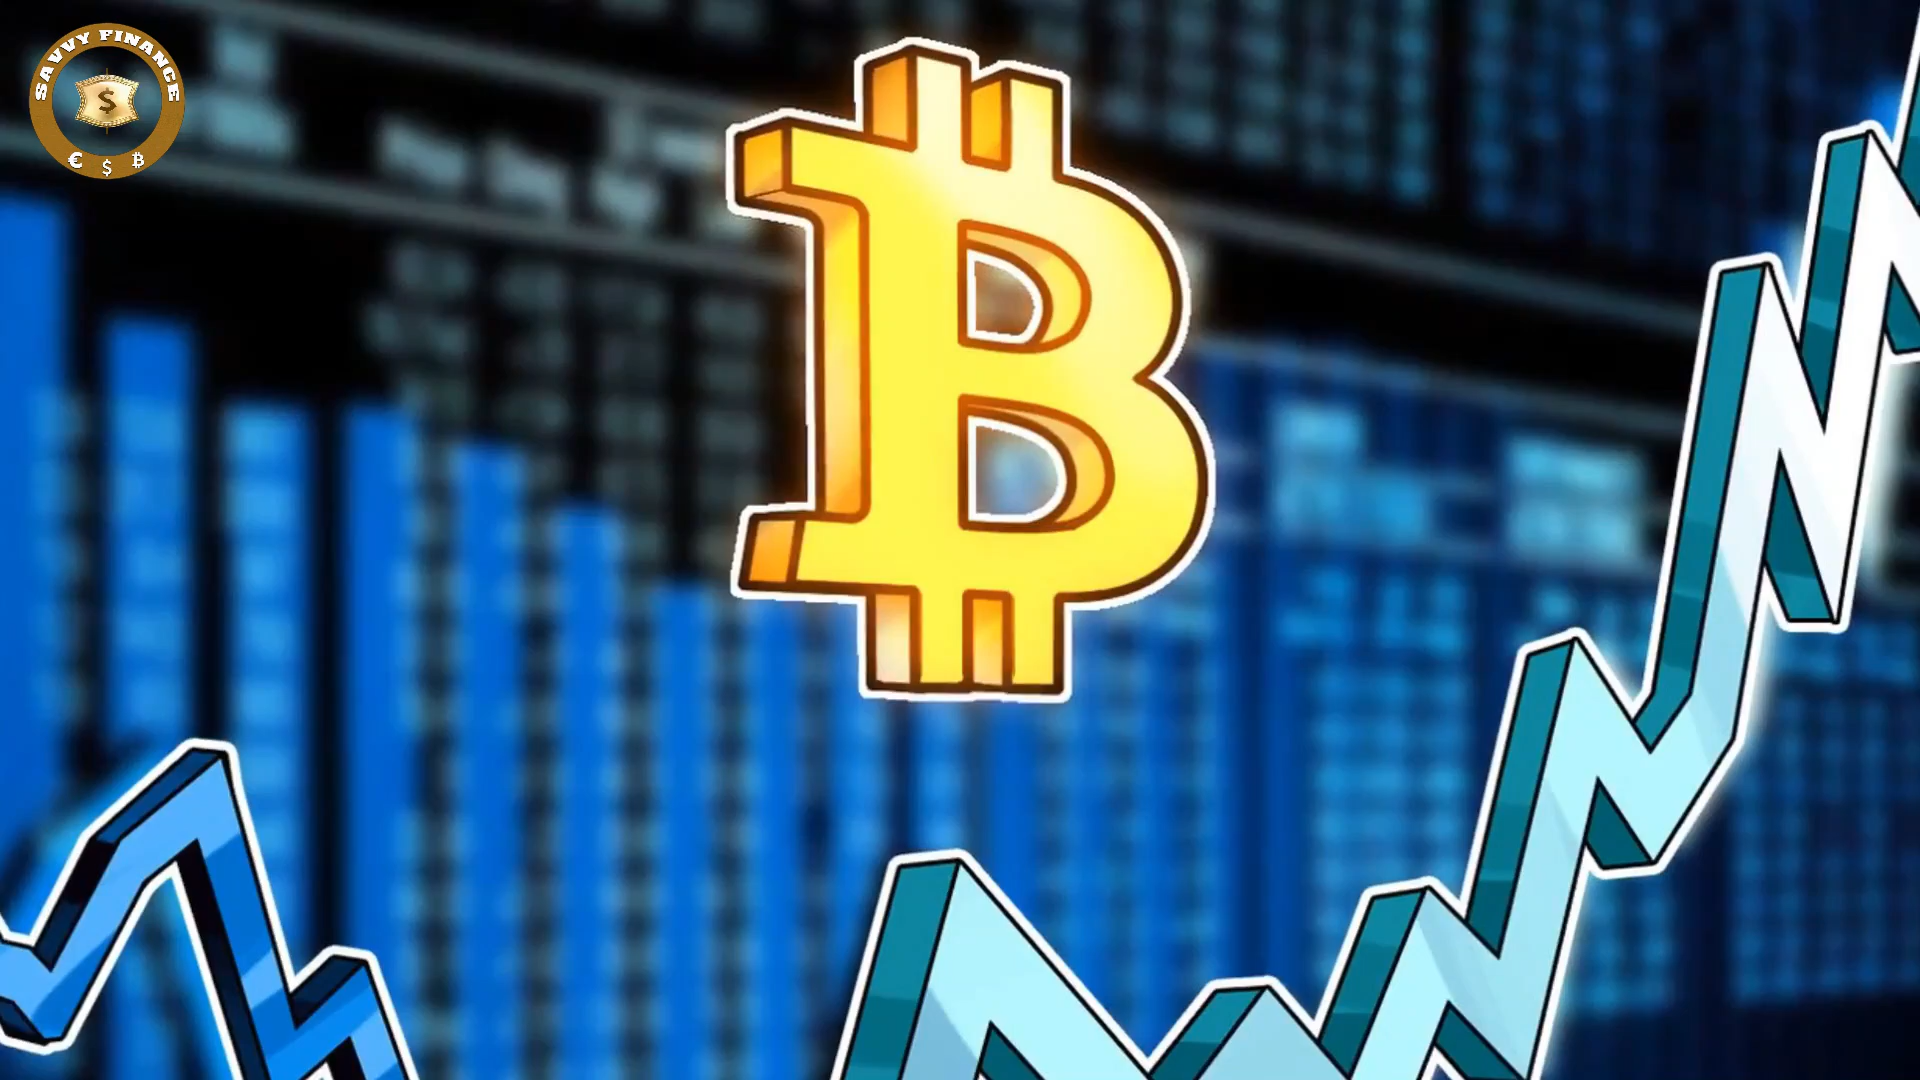 SAVVY FINANCE
$
€ $ ₿
₿